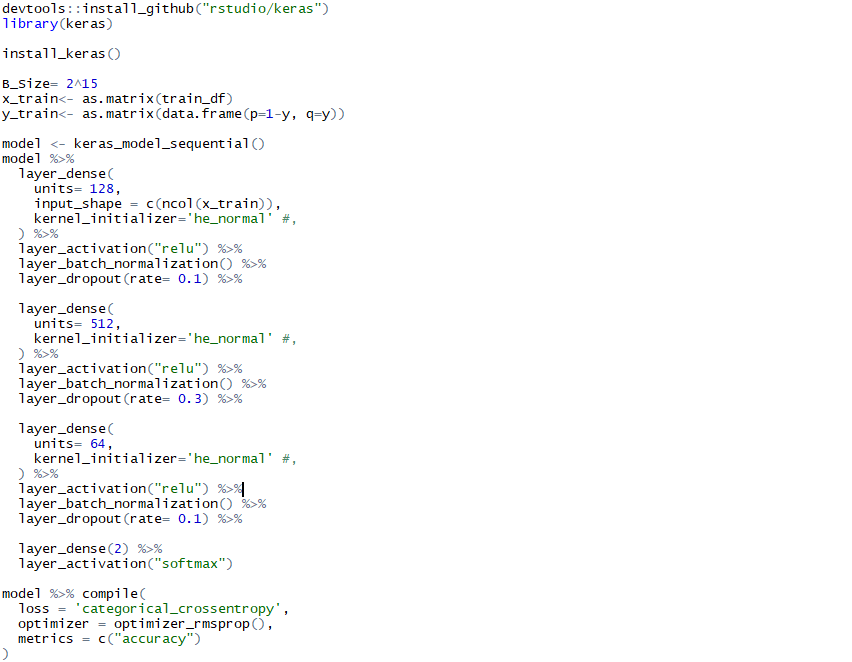 devtools::install_github("rstudio/keras")
library(keras)

install_keras()

B_Size= 2^15
x_train<- as.matrix(train_df)
y_train<- as.matrix(data.frame(p=1-y, q=y))

model <- keras_model_sequential()
model %>%
  layer_dense(
    units= 128,
    input_shape = c(ncol(x_train)),
    kernel_initializer='he_normal' #,
  ) %>%
  layer_activation("relu") %>%
  layer_batch_normalization() %>%
  layer_dropout(rate= 0.1) %>%

  layer_dense(
    units= 512,
    kernel_initializer='he_normal' #,
  ) %>%
  layer_activation("relu") %>%
  layer_batch_normalization() %>%
  layer_dropout(rate= 0.3) %>%

  layer_dense(
    units= 64,
    kernel_initializer='he_normal' #,
  ) %>%
  layer_activation("relu") %>%
  layer_batch_normalization() %>%
  layer_dropout(rate= 0.1) %>%

  layer_dense(2) %>%
  layer_activation("softmax")

model %>% compile(
  loss = 'categorical_crossentropy',
  optimizer = optimizer_rmsprop(),
  metrics = c("accuracy")
)